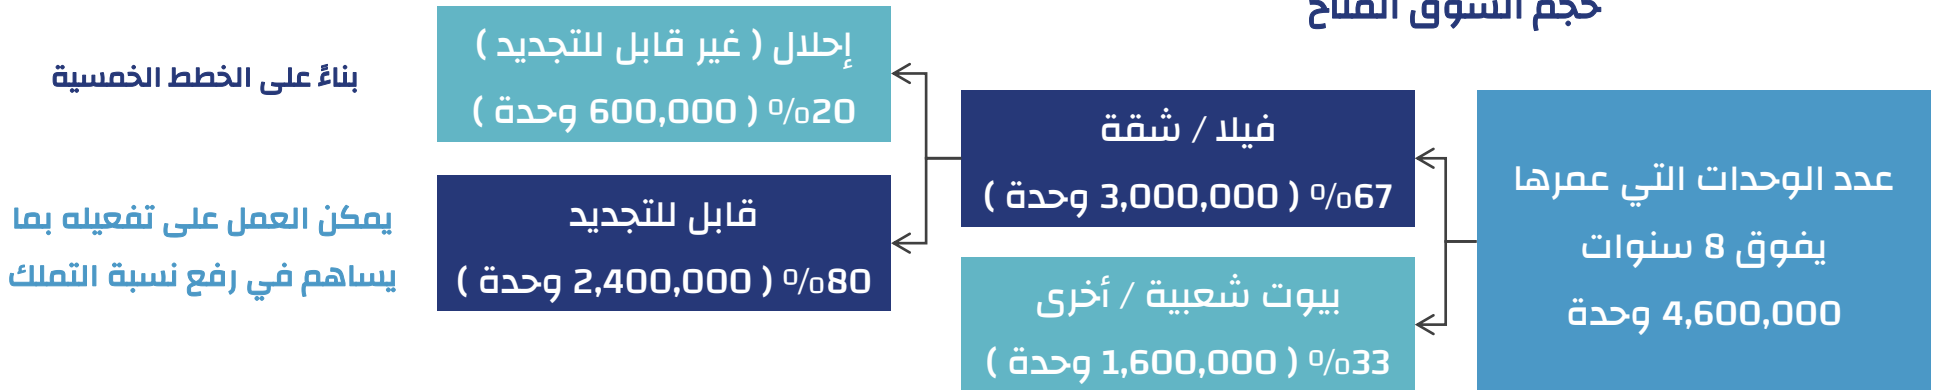 حجم السوق المتاح
عدد الوحدات التي عمرها
يفوق 8 سنوات
4,600,000 وحدة
فيلا / شقة
67% ( 3,000,000 وحدة )
بيوت شعبية / أخرى
33% ( 1,600,000 وحدة )
إحلال ( غير قابل للتجديد )
20% ( 600,000 وحدة )
قابل للتجديد
80% ( 2,400,000 وحدة )
بناءً على الخطط الخمسية
يمكن العمل على تفعيله بما
يساهم في رفع نسبة التملك